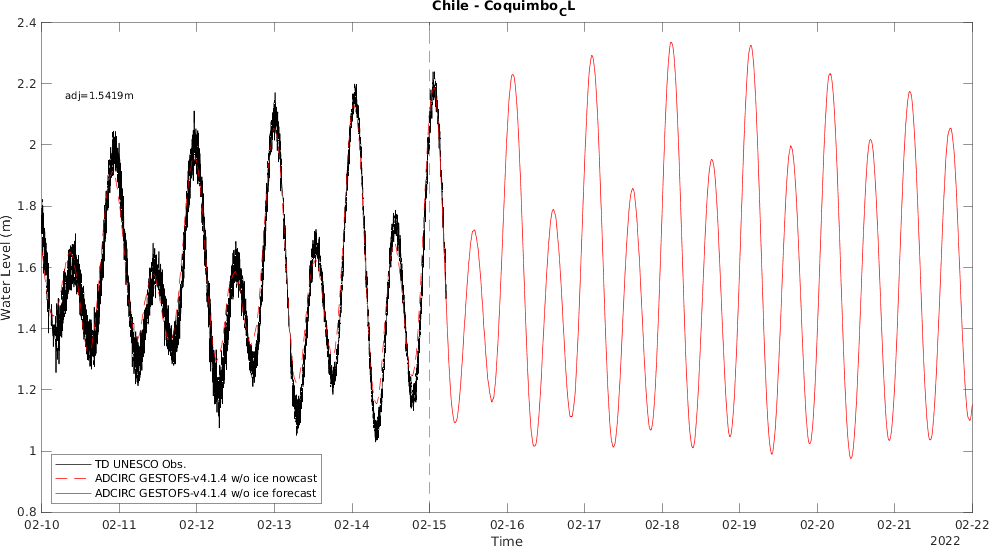 Chile - Coquimbo_CL
2.4
2.2
adj=1.5419m
2
1.8
1.6
1.4
1.2
1
0.8
Water Level (m)
TD UNESCO Obs.
ADCIRC GESTOFS-v4.1.4 w/o ice nowcast
ADCIRC GESTOFS-v4.1.4 w/o ice forecast
02-10 02-11 02-12 02-13 02-14 02-15 02-16 02-17 02-18 02-19 02-20 02-21 02-22
Time
2022